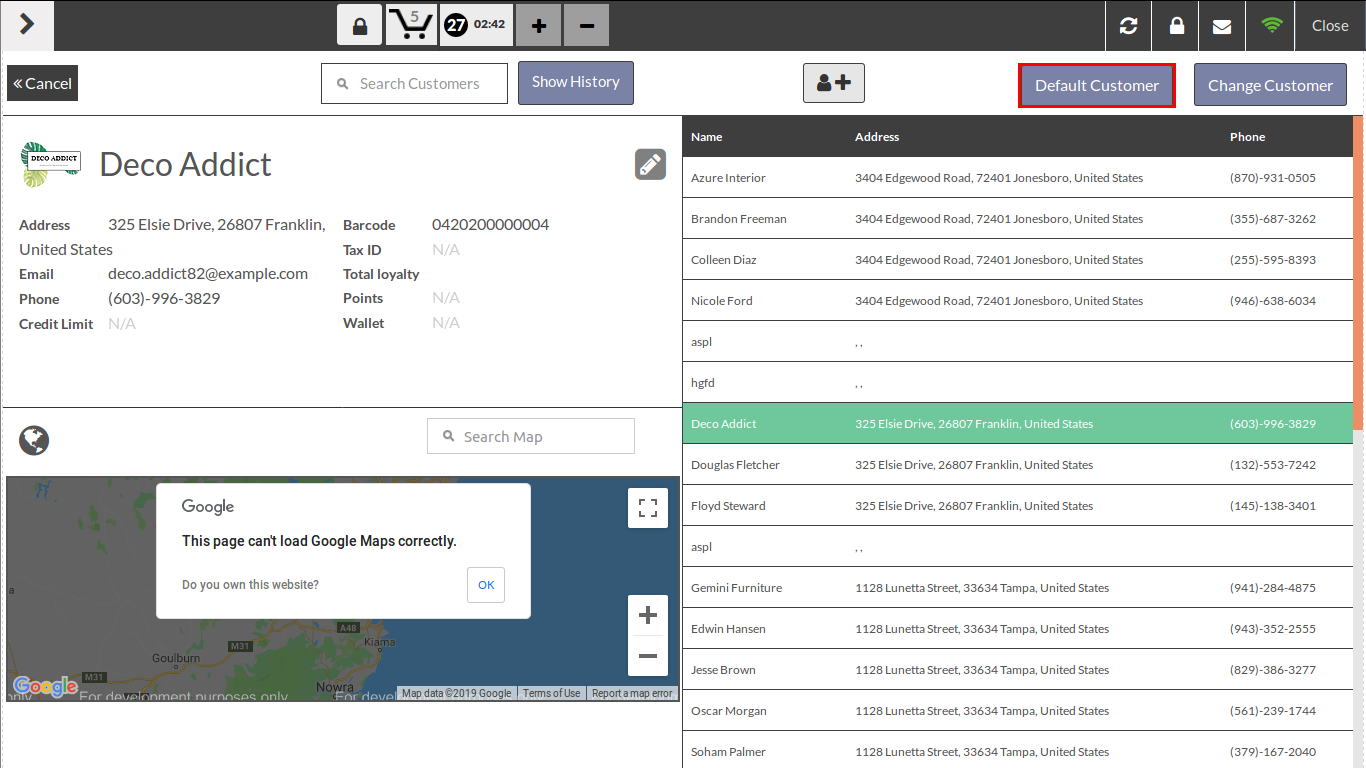 5
27 02:42
Close
Cancel
Search Customers
Show History
Default Customer
Change Customer
DECO ADDICT
Deco Addict
Address 325 Elsie Drive, 26807 Franklin,
United States
Email deco.addict82@example.com
Phone (603)-996-3829
Credit Limit N/A
Barcode 0420200000004
Tax ID N/A
Total loyalty
Points N/A
Wallet N/A
Search Map
Google
This page can't load Google Maps correctly.
Do you own this website?
OK
A48
M31
Kiama
Goulburn
M31
Nowra
Google
only
For development purposes only
For devel
Map data ©2019 Google
Terms of Use
Report a map error
Name Address Phone
Azure Interior 3404 Edgewood Road, 72401 Jonesboro, United States (870)-931-0505
Brandon Freeman 3404 Edgewood Road, 72401 Jonesboro, United States (355)-687-3262
Colleen Diaz 3404 Edgewood Road, 72401 Jonesboro, United States (255)-595-8393
Nicole Ford 3404 Edgewood Road, 72401 Jonesboro, United States (946)-638-6034
aspl , ,
hgfd , ,
Deco Addict 325 Elsie Drive, 26807 Franklin, United States (603)-996-3829
Douglas Fletcher 325 Elsie Drive, 26807 Franklin, United States (132)-553-7242
Floyd Steward 325 Elsie Drive, 26807 Franklin, United States (145)-138-3401
aspl , ,
Gemini Furniture 1128 Lunetta Street, 33634 Tampa, United States (941)-284-4875
Edwin Hansen 1128 Lunetta Street, 33634 Tampa, United States (943)-352-2555
Jesse Brown 1128 Lunetta Street, 33634 Tampa, United States (829)-386-3277
Oscar Morgan 1128 Lunetta Street, 33634 Tampa, United States (561)-239-1744
Soham Palmer 1128 Lunetta Street, 33634 Tampa, United States (379)-167-2040